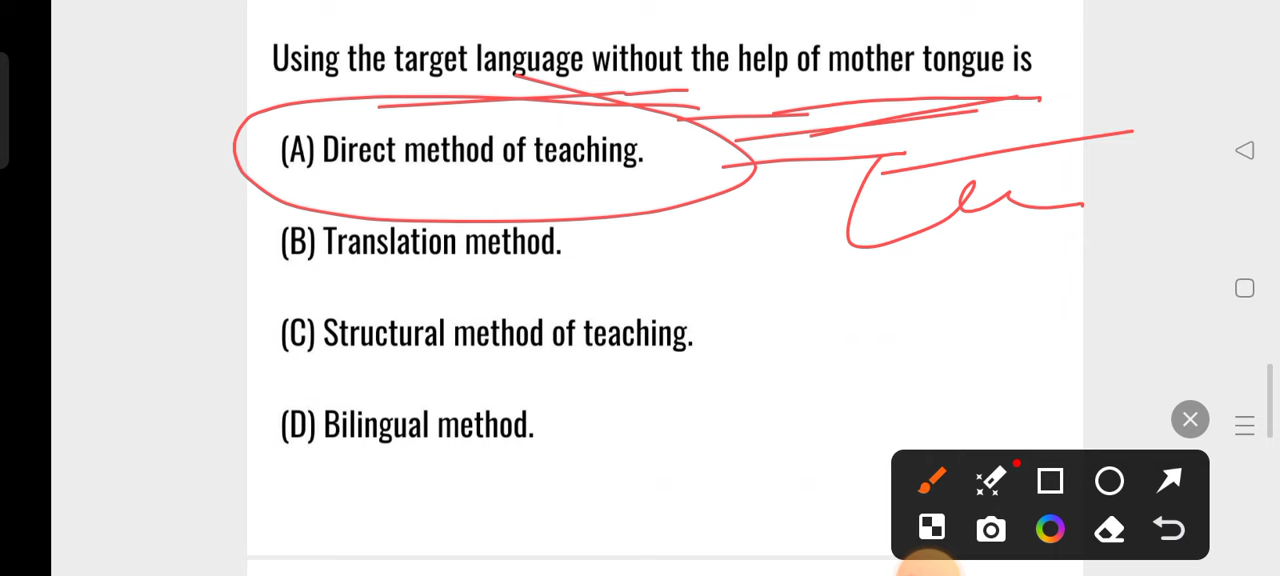 Using the target language without the help of mother tongue is
(A) Direct method of teaching.
(B) Translation method.
(C) Structural method of teaching.
(D) Bilingual method.